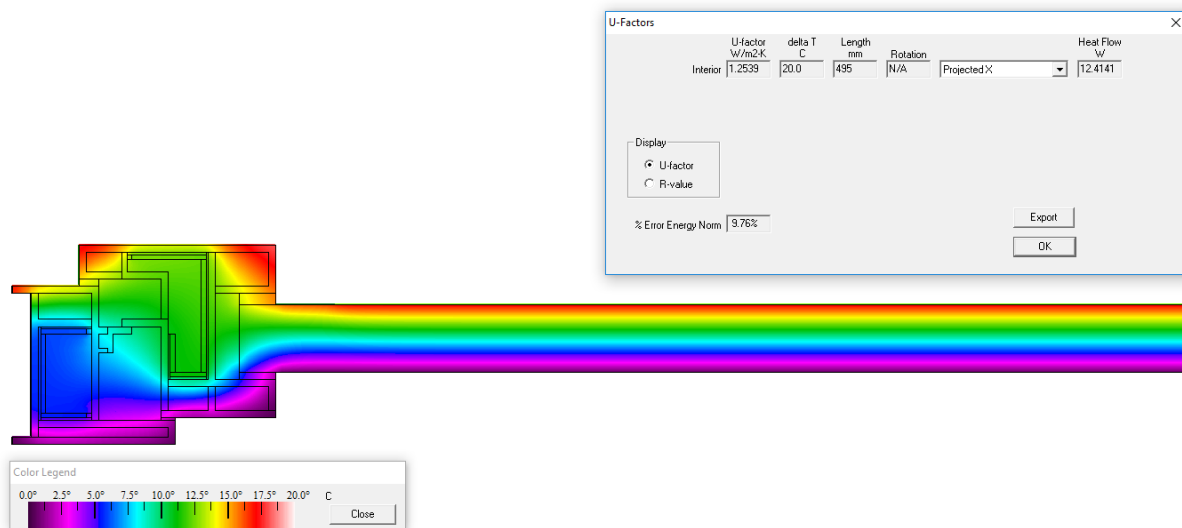 U-Factors
U-factor delta T Length Heat Flow
W/m2-K C mm Rotation W
Interior 1.2539 20.0 495 N/A Projected X 12.4141
Display
U-factor
R-value
% Error Energy Norm 9.76%
Export
OK
Color Legend
0.0° 2.5° 5.0° 7.5° 10.0° 12.5° 15.0° 17.5° 20.0° C
Close